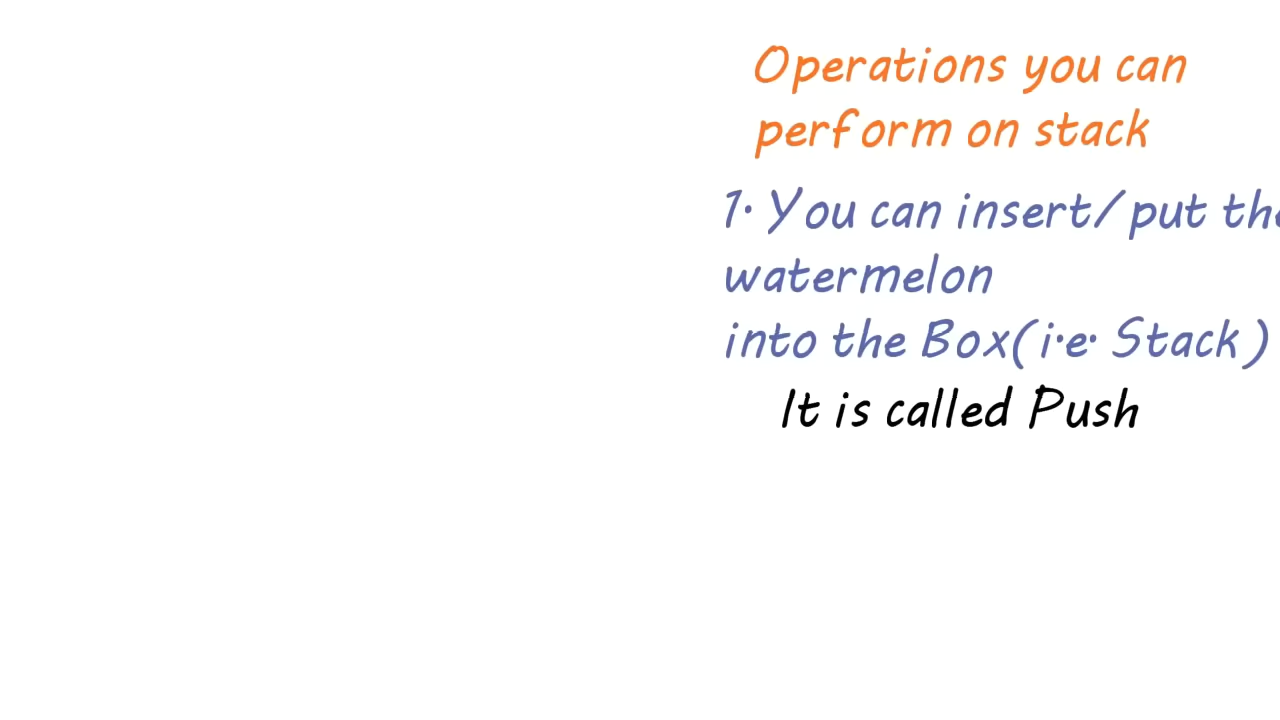 Operations you can
perform on stack
1. You can insert/put the
watermelon
into the Box(i.e. Stack)
It is called Push